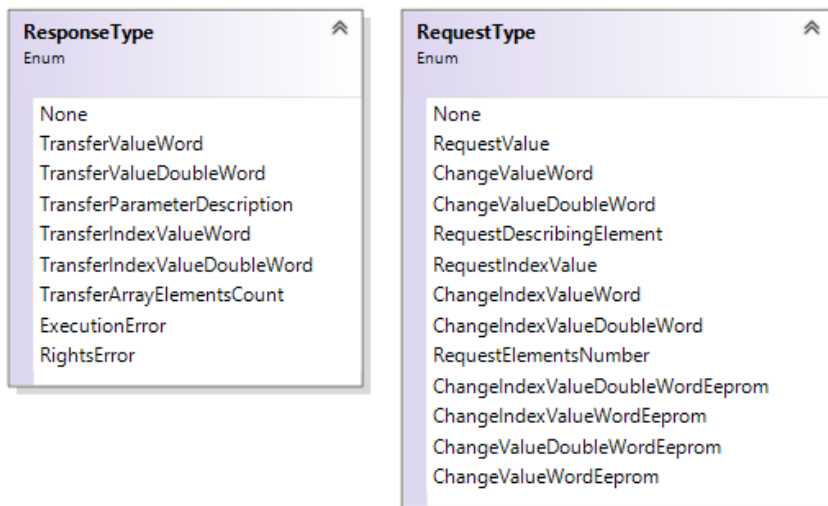 ResponseType
Enum
None
TransferValueWord
TransferValueDoubleWord
TransferParameterDescription
TransferIndexValueWord
TransferIndexValueDoubleWord
TransferArrayElementsCount
ExecutionError
RightsError
RequestType
Enum
None
RequestValue
ChangeValueWord
ChangeValueDoubleWord
RequestDescribingElement
RequestIndexValue
ChangeIndexValueWord
ChangeIndexValueDoubleWord
RequestElementsNumber
ChangeIndexValueDoubleWordEeprom
ChangeIndexValueWordEeprom
ChangeValueDoubleWordEeprom
ChangeValueWordEeprom